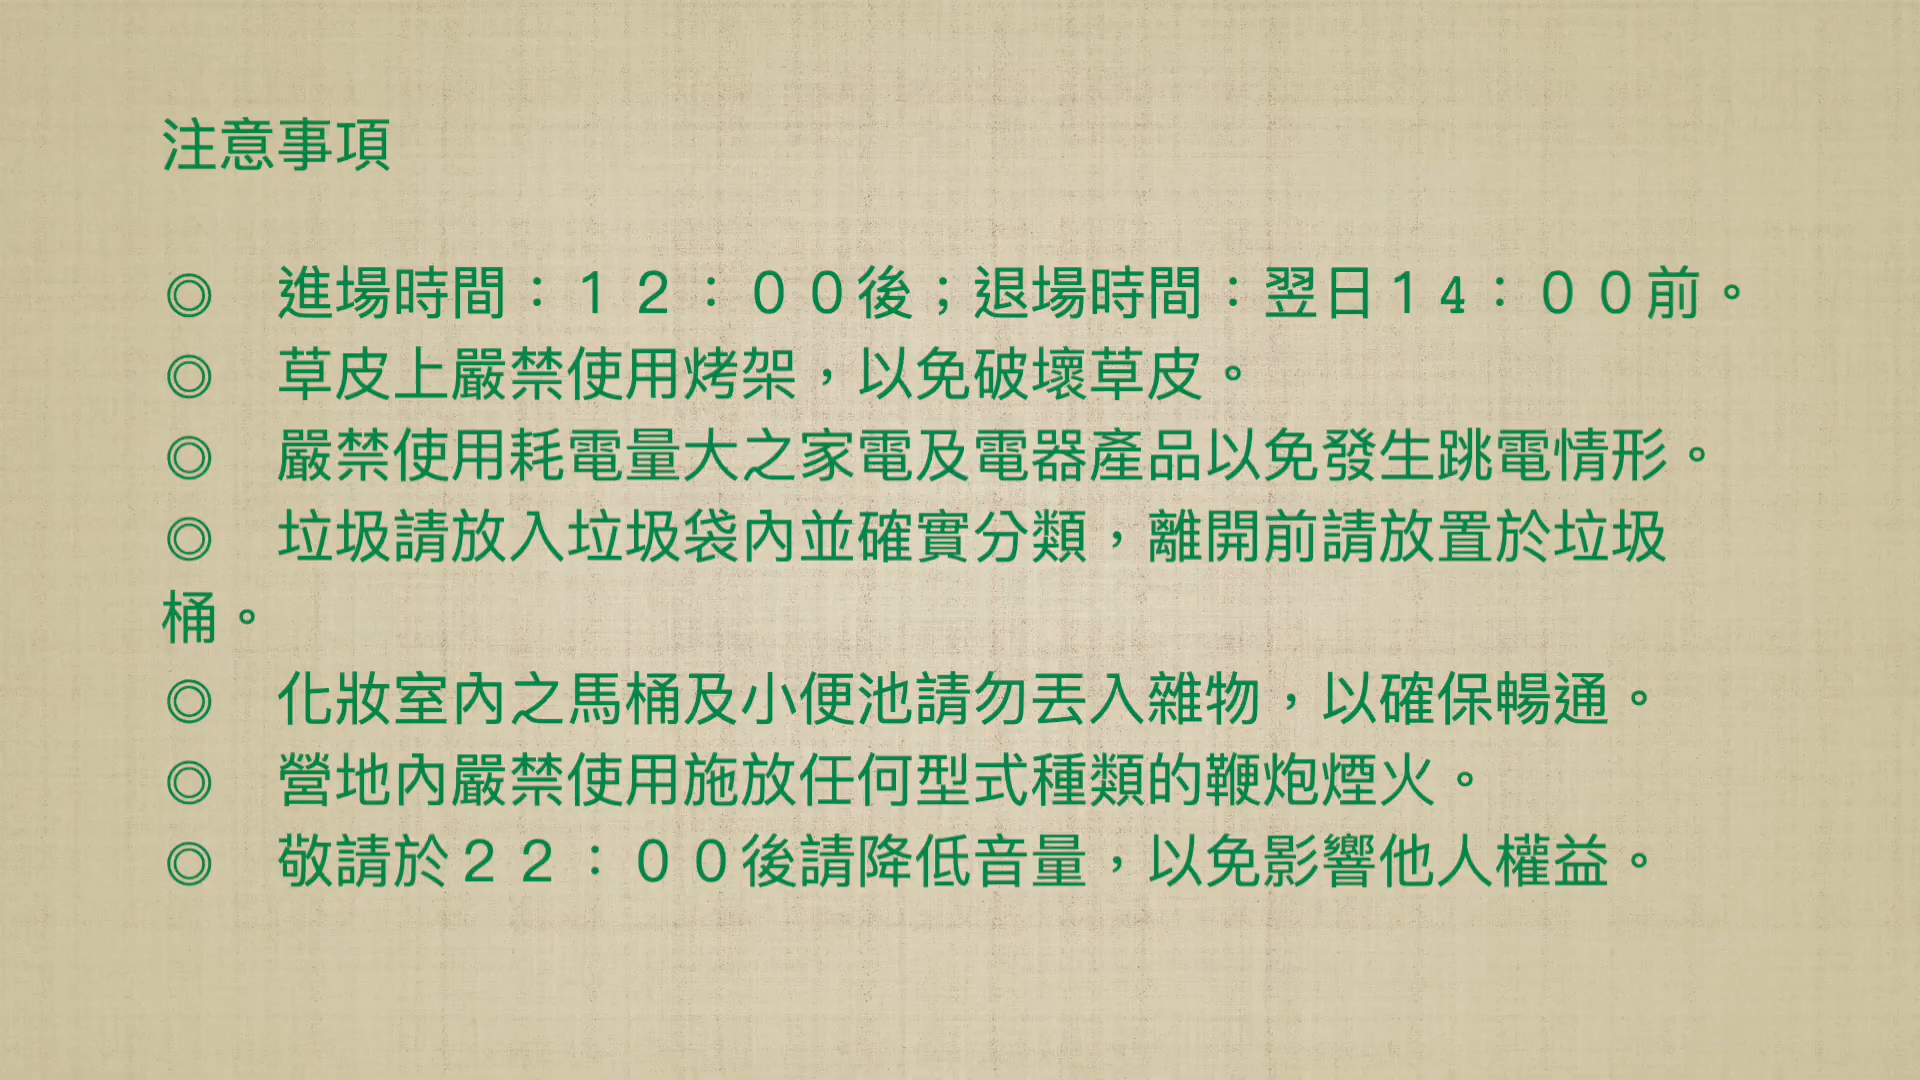 注意事項
◎　進場時間：１２：００後；退場時間：翌日１４：００前。
◎　草皮上嚴禁使用烤架，以免破壞草皮。
◎　嚴禁使用耗電量大之家電及電器產品以免發生跳電情形。
◎　垃圾請放入垃圾袋內並確實分類，離開前請放置於垃圾
桶。
◎　化妝室內之馬桶及小便池請勿丟入雜物，以確保暢通。
◎　營地內嚴禁使用施放任何型式種類的鞭炮煙火。
◎　敬請於２２：００後請降低音量，以免影響他人權益。